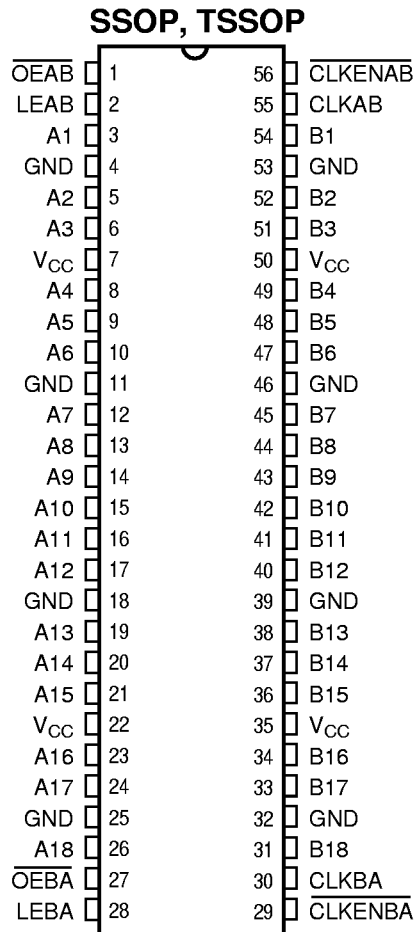 SSOP, TSSOP
O̅E̅A̅B̅ 1 56 C̅L̅K̅E̅N̅A̅B̅
LEAB 2 55 CLKAB
A1 3 54 B1
GND 4 53 GND
A2 5 52 B2
A3 6 51 B3
VCC 7 50 VCC
A4 8 49 B4
A5 9 48 B5
A6 10 47 B6
GND 11 46 GND
A7 12 45 B7
A8 13 44 B8
A9 14 43 B9
A10 15 42 B10
A11 16 41 B11
A12 17 40 B12
GND 18 39 GND
A13 19 38 B13
A14 20 37 B14
A15 21 36 B15
VCC 22 35 VCC
A16 23 34 B16
A17 24 33 B17
GND 25 32 GND
A18 26 31 B18
O̅E̅B̅A̅ 27 30 CLKBA
LEBA 28 29 C̅L̅K̅E̅N̅B̅A̅